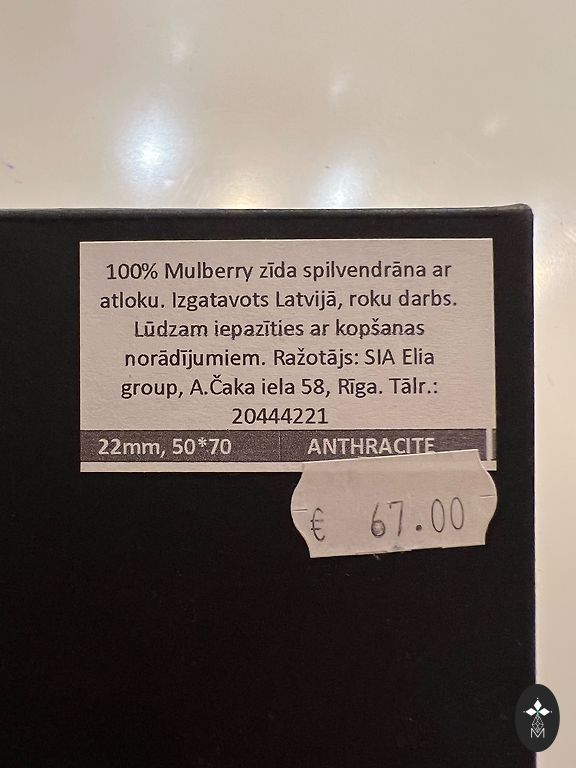 100% Mulberry zīda spilvendrāna ar
atloku. Izgatavots Latvijā, roku darbs.
Lūdzam iepazīties ar kopšanas
norādījumiem. Ražotājs: SIA Elia
group, A.Čaka iela 58, Rīga. Tālr.:
20444221
22mm, 50*70 ANTHRACITE
€ 67.00
M